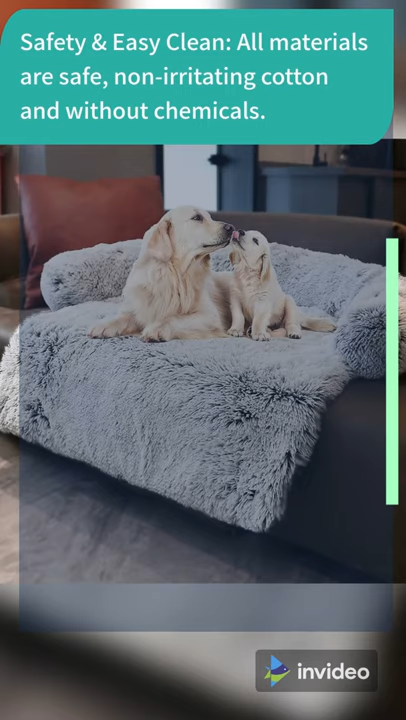 Safety & Easy Clean: All materials
are safe, non-irritating cotton
and without chemicals.
invideo